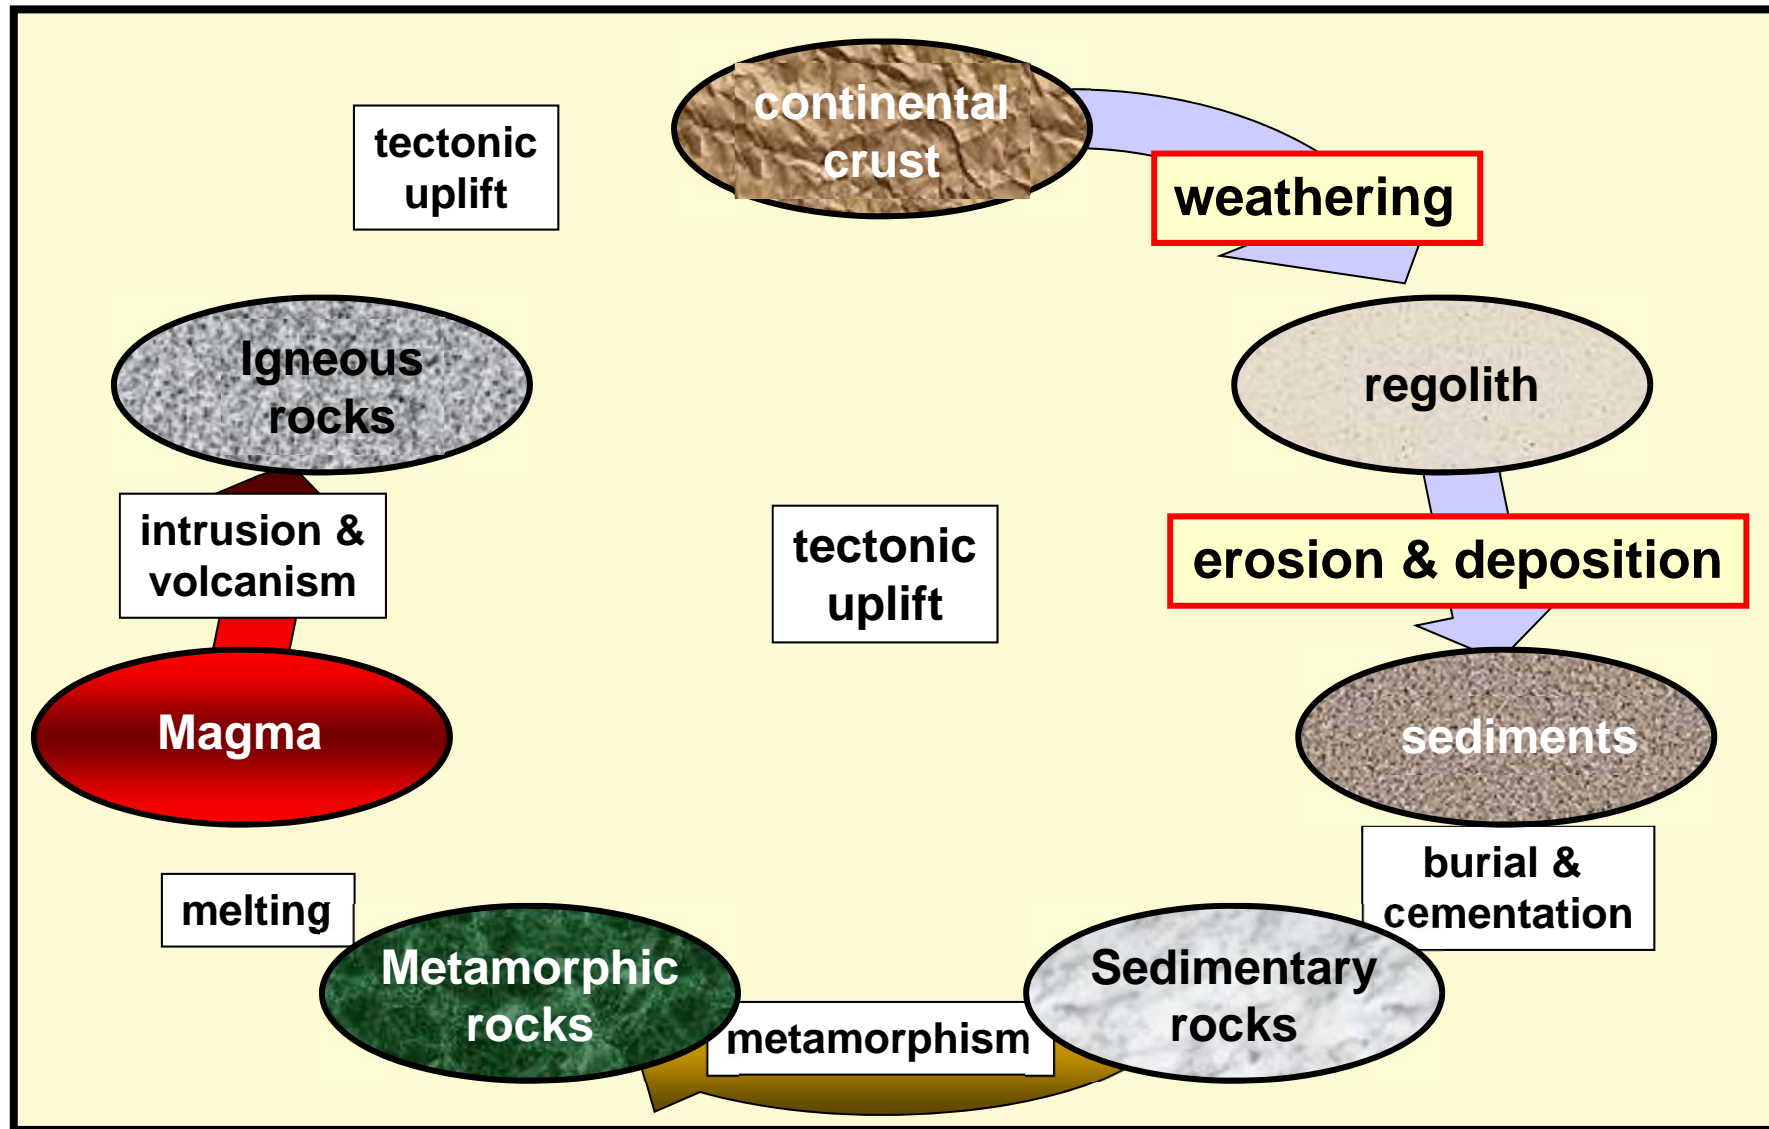 continental
crust
tectonic
uplift
weathering
Igneous
rocks
regolith
intrusion &
volcanism
tectonic
uplift
erosion & deposition
Magma
sediments
melting
burial &
cementation
Metamorphic
rocks
metamorphism
Sedimentary
rocks